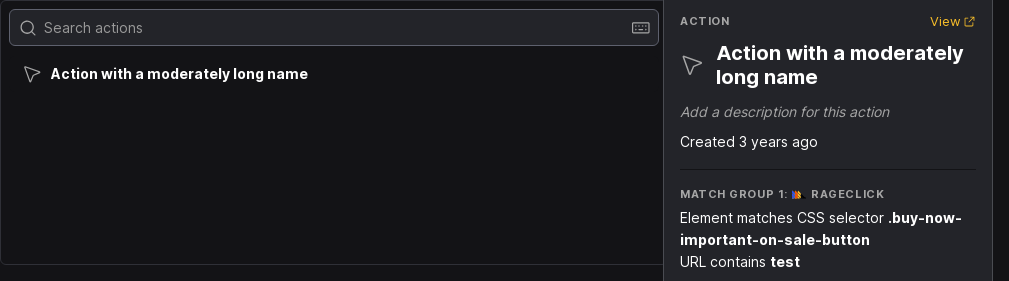 Search actions
Action with a moderately long name
ACTION
View
Action with a moderately
long name
Add a description for this action
Created 3 years ago
MATCH GROUP 1: RAGECLICK
Element matches CSS selector .buy-now-
important-on-sale-button
URL contains test